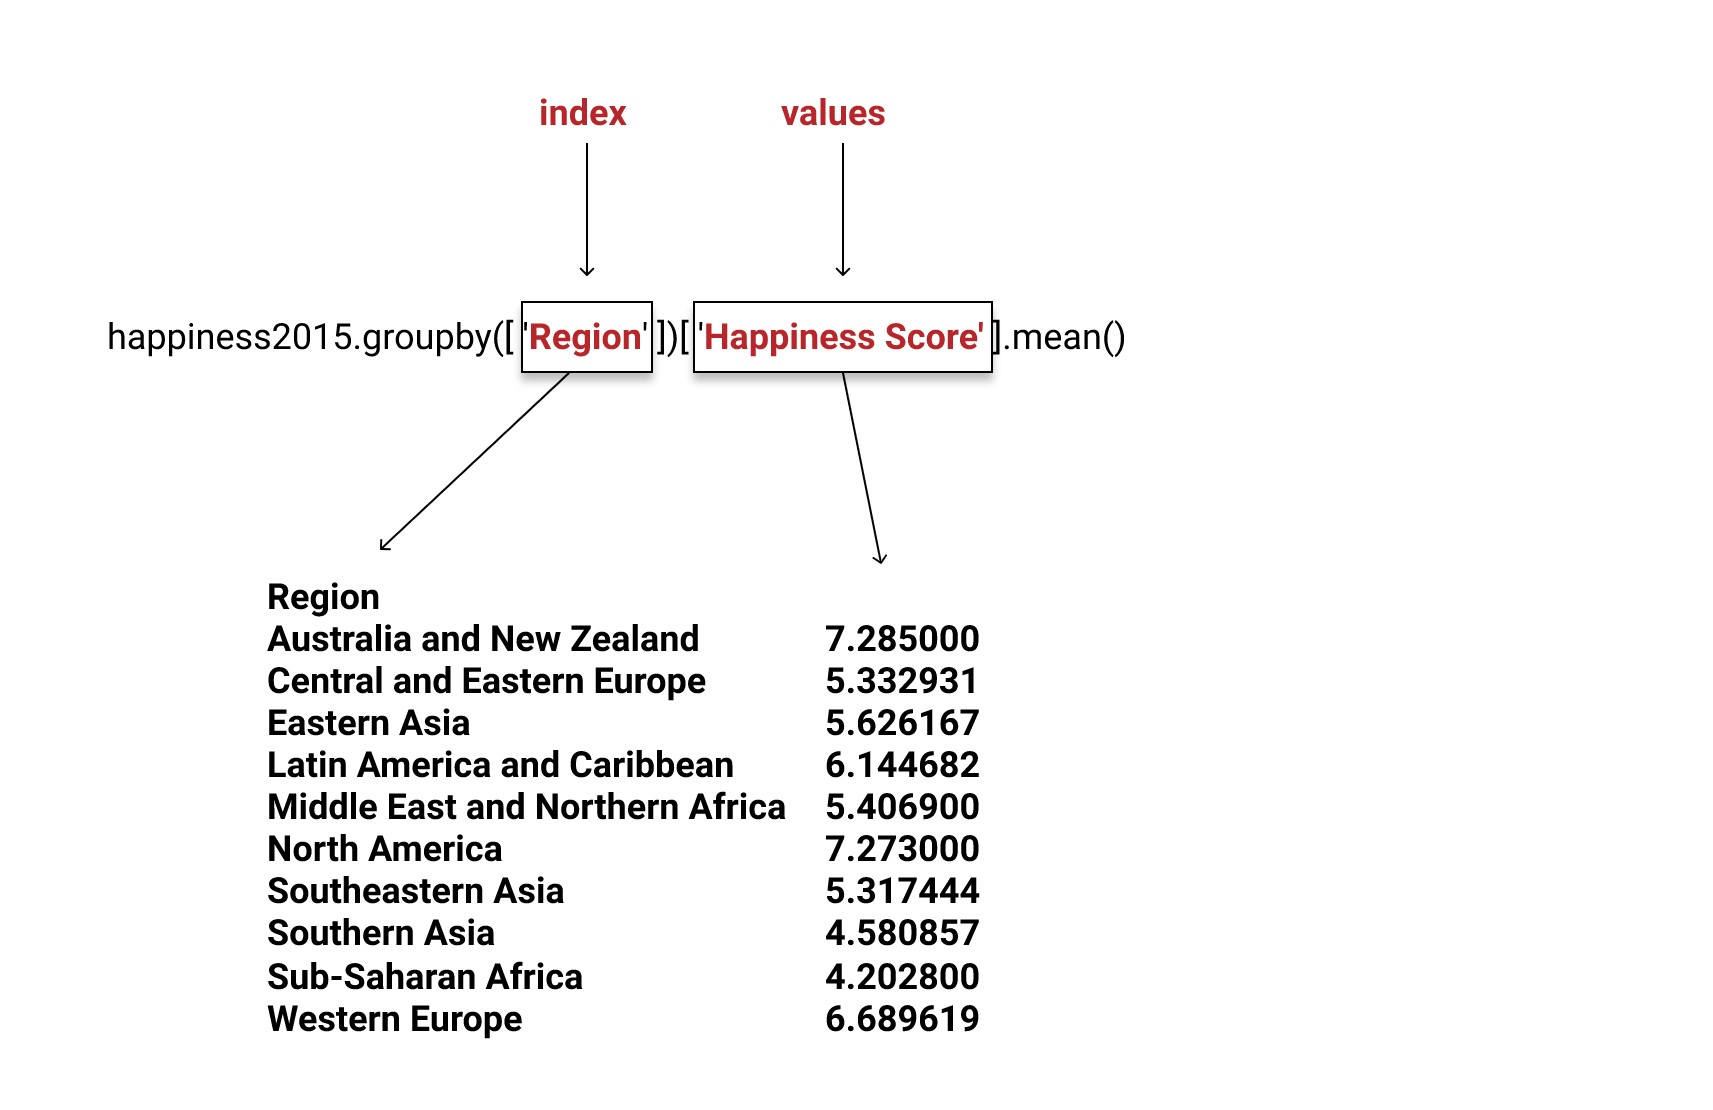 index values
happiness2015.groupby(['Region'])['Happiness Score'].mean()
Region
Australia and New Zealand 7.285000
Central and Eastern Europe 5.332931
Eastern Asia 5.626167
Latin America and Caribbean 6.144682
Middle East and Northern Africa 5.406900
North America 7.273000
Southeastern Asia 5.317444
Southern Asia 4.580857
Sub-Saharan Africa 4.202800
Western Europe 6.689619